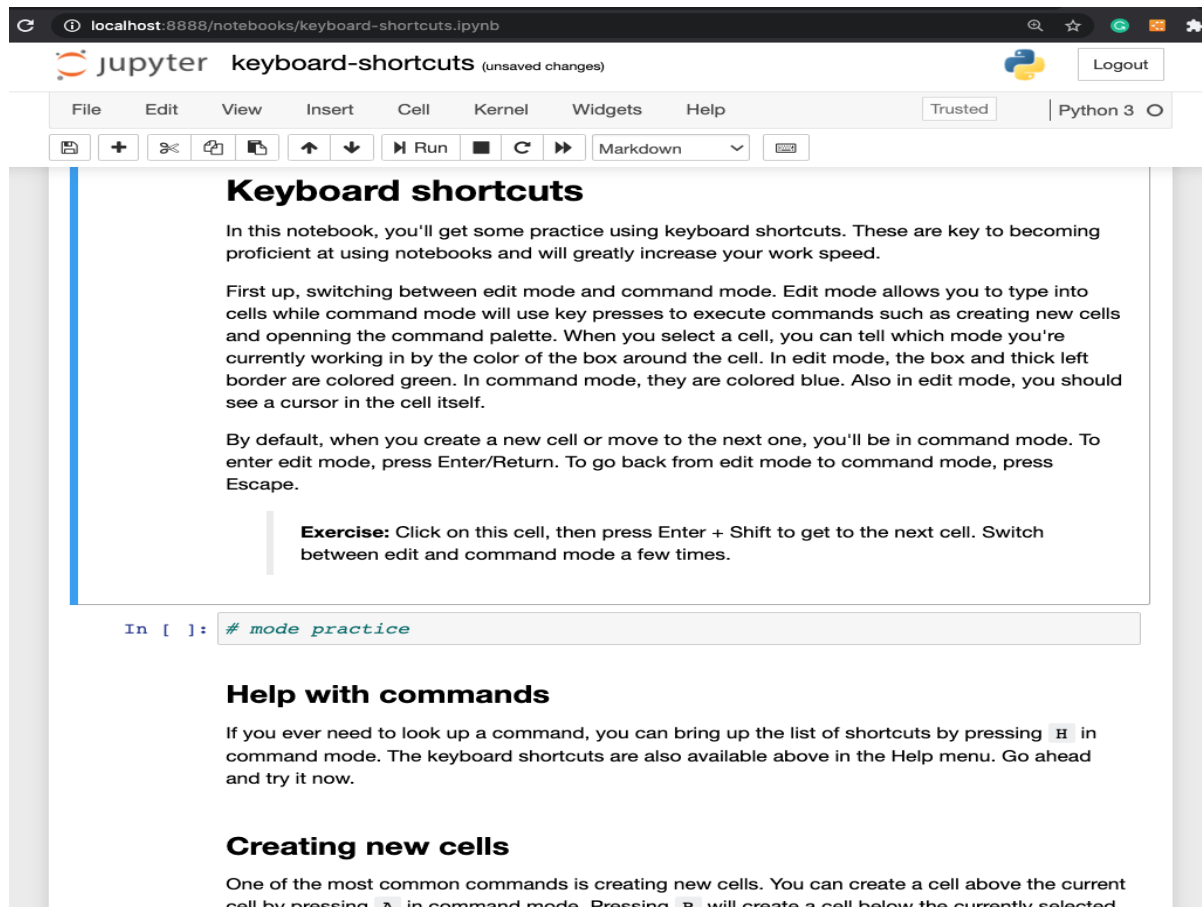 localhost:8888/notebooks/keyboard-shortcuts.ipynb
jupyter keyboard-shortcuts (unsaved changes) Logout
File Edit View Insert Cell Kernel Widgets Help Trusted Python 3
Run Markdown
Keyboard shortcuts
In this notebook, you'll get some practice using keyboard shortcuts. These are key to becoming
proficient at using notebooks and will greatly increase your work speed.
First up, switching between edit mode and command mode. Edit mode allows you to type into
cells while command mode will use key presses to execute commands such as creating new cells
and openning the command palette. When you select a cell, you can tell which mode you're
currently working in by the color of the box around the cell. In edit mode, the box and thick left
border are colored green. In command mode, they are colored blue. Also in edit mode, you should
see a cursor in the cell itself.
By default, when you create a new cell or move to the next one, you'll be in command mode. To
enter edit mode, press Enter/Return. To go back from edit mode to command mode, press
Escape.
Exercise: Click on this cell, then press Enter + Shift to get to the next cell. Switch
between edit and command mode a few times.
In [ ]: # mode practice
Help with commands
If you ever need to look up a command, you can bring up the list of shortcuts by pressing H in
command mode. The keyboard shortcuts are also available above in the Help menu. Go ahead
and try it now.
Creating new cells
One of the most common commands is creating new cells. You can create a cell above the current
cell by pressing A in command mode. Pressing B will create a cell below the currently selected